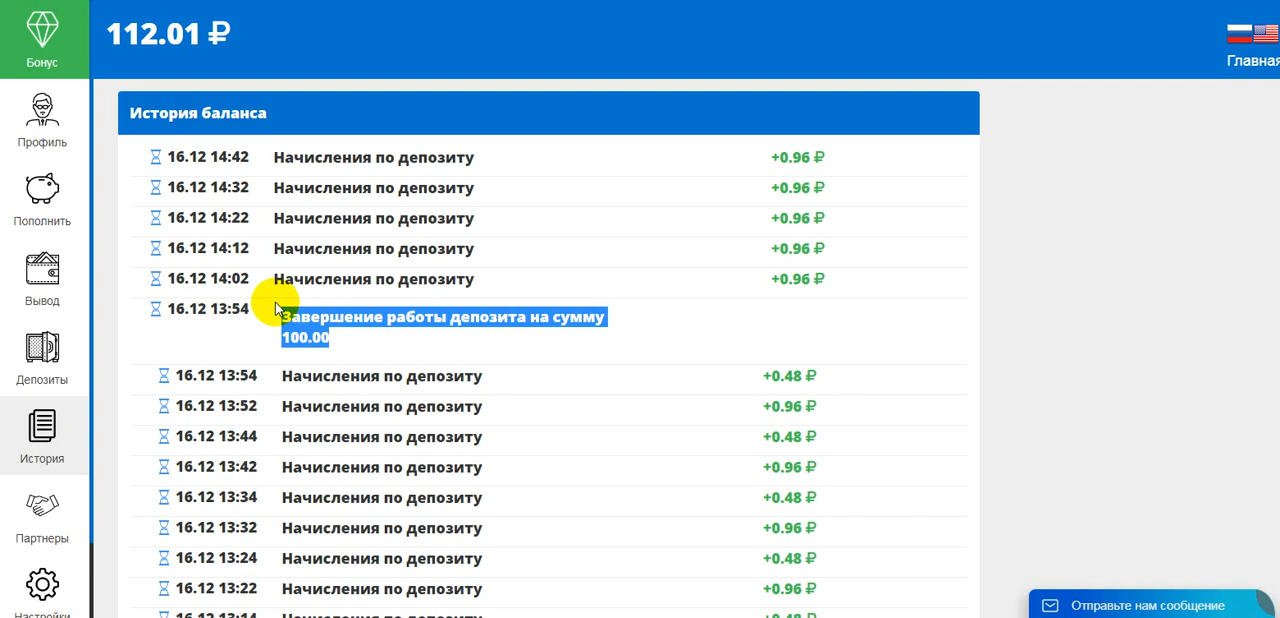 112.01 ₽
Бонус
Главная
История баланса
16.12 14:42 Начисления по депозиту +0.96 ₽
Профиль
16.12 14:32 Начисления по депозиту +0.96 ₽
16.12 14:22 Начисления по депозиту +0.96 ₽
Пополнить
16.12 14:12 Начисления по депозиту +0.96 ₽
16.12 14:02 Начисления по депозиту +0.96 ₽
Вывод
16.12 13:54 Завершение работы депозита на сумму
100.00
Депозиты
16.12 13:54 Начисления по депозиту +0.48 ₽
16.12 13:52 Начисления по депозиту +0.96 ₽
16.12 13:44 Начисления по депозиту +0.48 ₽
История
16.12 13:42 Начисления по депозиту +0.96 ₽
16.12 13:34 Начисления по депозиту +0.48 ₽
16.12 13:32 Начисления по депозиту +0.96 ₽
Партнеры
16.12 13:24 Начисления по депозиту +0.48 ₽
16.12 13:22 Начисления по депозиту +0.96 ₽
Отправьте нам сообщение
Настройки